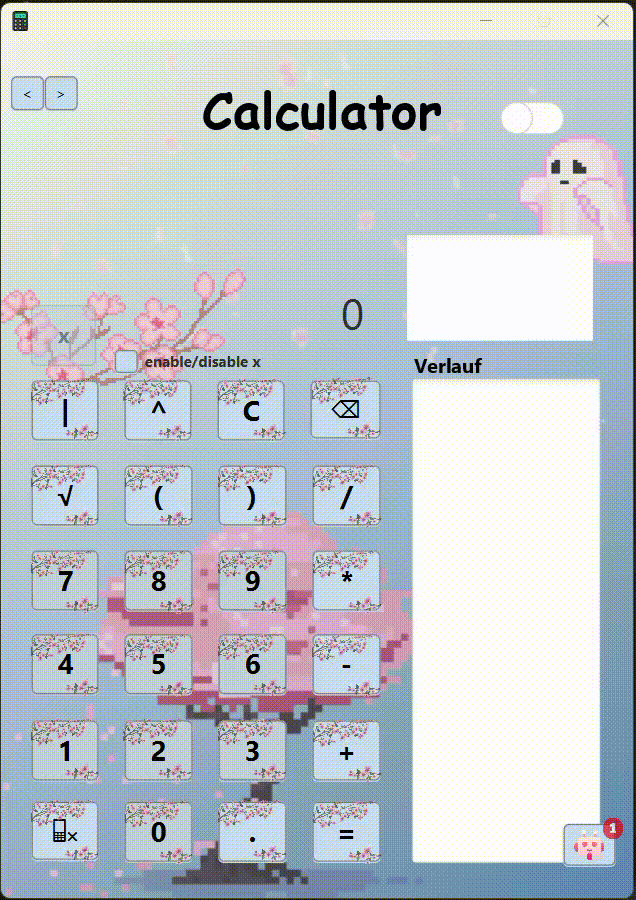 < >
Calculator
0
x
enable/disable x
Verlauf
| ^ C ⌫
√ ( ) /
7 8 9 *
4 5 6 -
1 2 3 +
x 0 . =
1